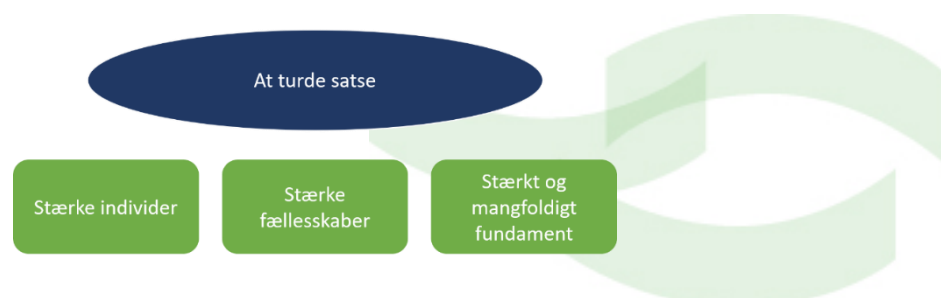 At turde satse
Stærke individer
Stærke
fællesskaber
Stærkt og
mangfoldigt
fundament